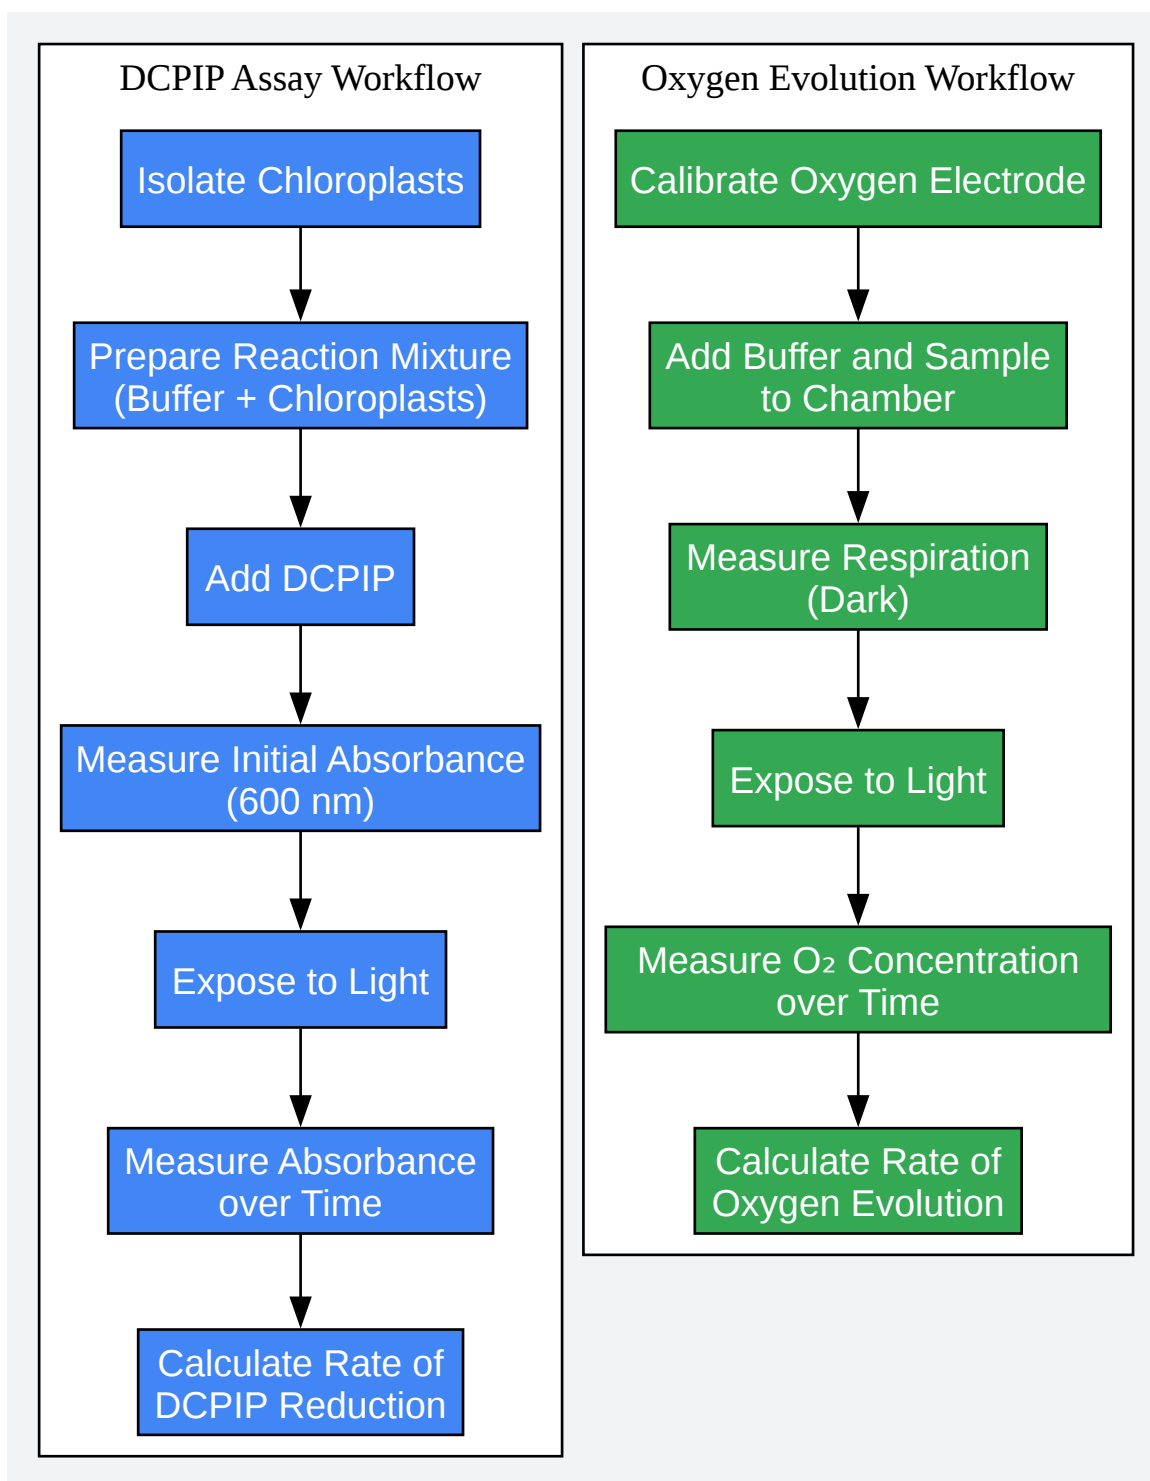 DCPIP Assay Workflow
Isolate Chloroplasts
Prepare Reaction Mixture
(Buffer + Chloroplasts)
Add DCPIP
Measure Initial Absorbance
(600 nm)
Expose to Light
Measure Absorbance
over Time
Calculate Rate of
DCPIP Reduction
Oxygen Evolution Workflow
Calibrate Oxygen Electrode
Add Buffer and Sample
to Chamber
Measure Respiration
(Dark)
Expose to Light
Measure O₂ Concentration
over Time
Calculate Rate of
Oxygen Evolution